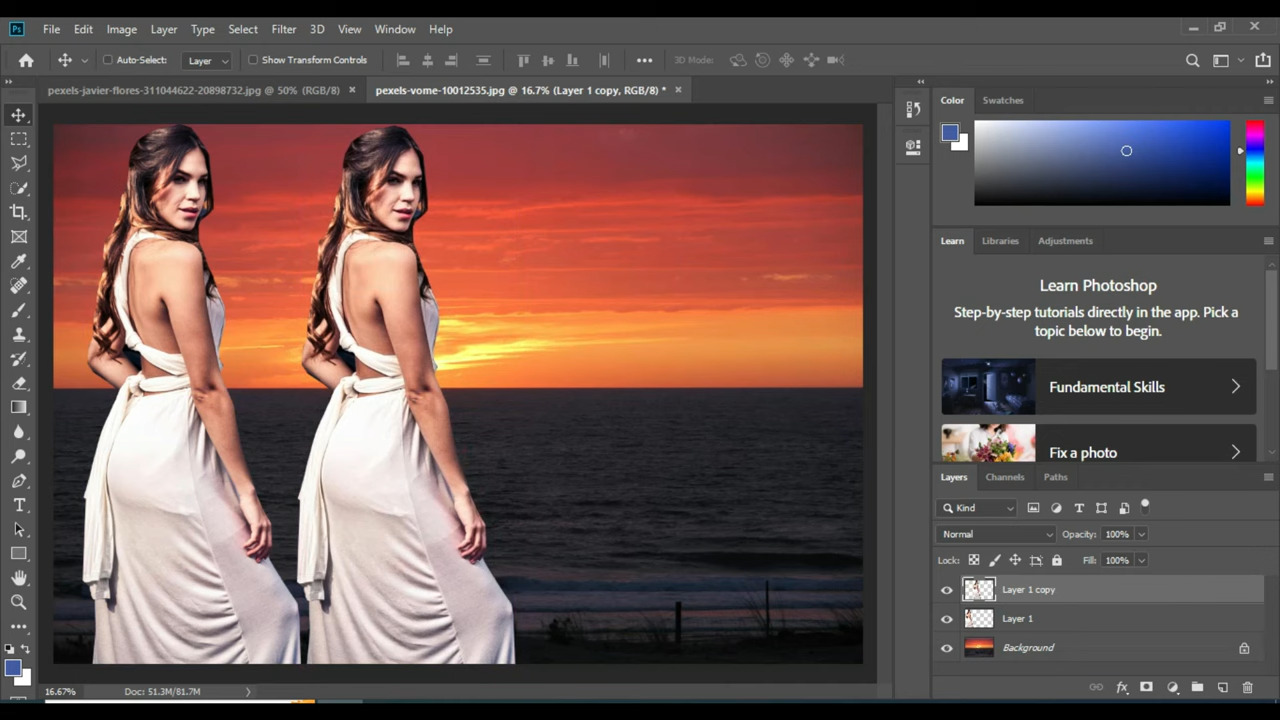 Ps File Edit Image Layer Type Select Filter 3D View Window Help
Auto-Select: Layer Show Transform Controls 3D Mode:
pexels-javier-flores-311044622-20898732.jpg @ 50% (RGB/8) pexels-vome-10012535.jpg @ 16.7% (Layer 1 copy, RGB/8) *
Color Swatches
Learn Libraries Adjustments
Learn Photoshop
Step-by-step tutorials directly in the app. Pick a
topic below to begin.
Fundamental Skills
Fix a photo
Layers Channels Paths
Kind
Normal Opacity: 100%
Lock: Fill: 100%
Layer 1 copy
Layer 1
Background
16.67% Doc: 51.3M/81.7M